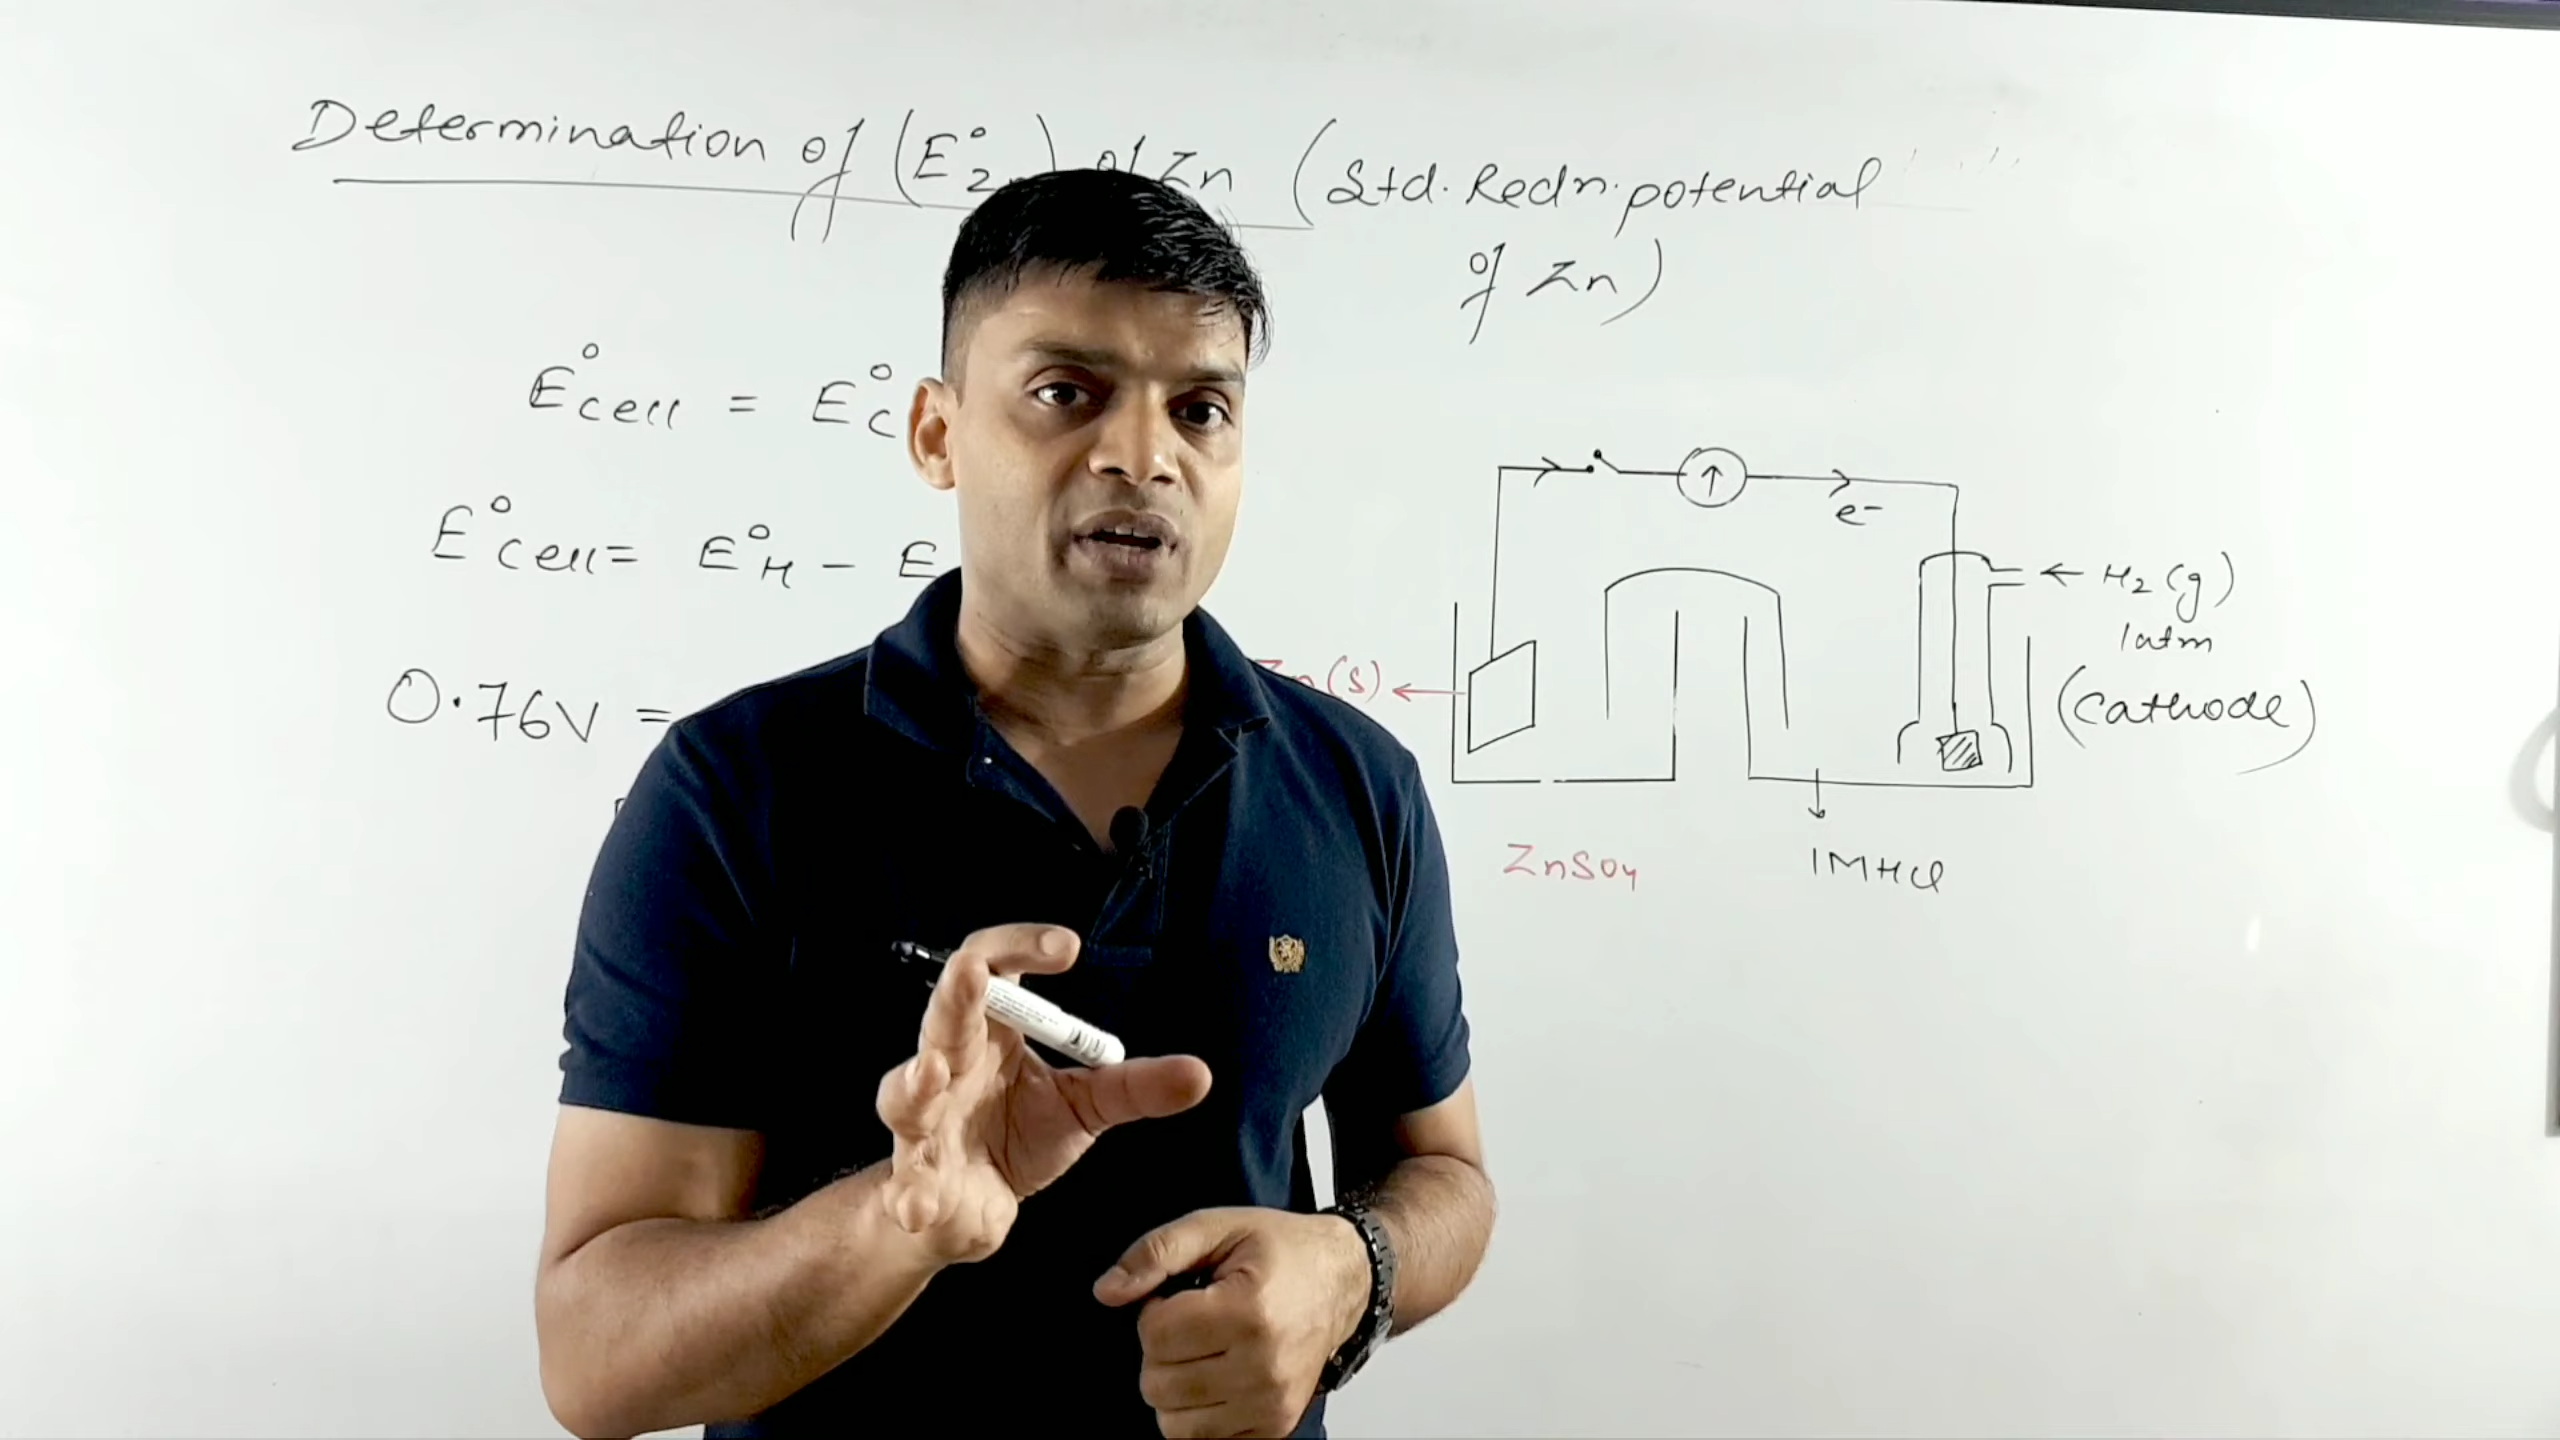 Determination of (E°Z ) of Zn (Std. Redn. potential
of Zn)
E°cell = E°C
E°cell = E°H - E
0.76V =
e-
← H2(g)
1atm
(Cathode)
Zn(s)
ZnSO4
1M HCl